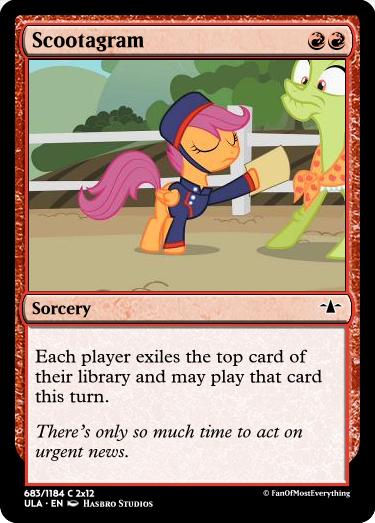 Scootagram
Sorcery
Each player exiles the top card of
their library and may play that card
this turn.
There's only so much time to act on
urgent news.
683/1184 C 2x12
ULA • EN Hasbro Studios
© FanOfMostEverything